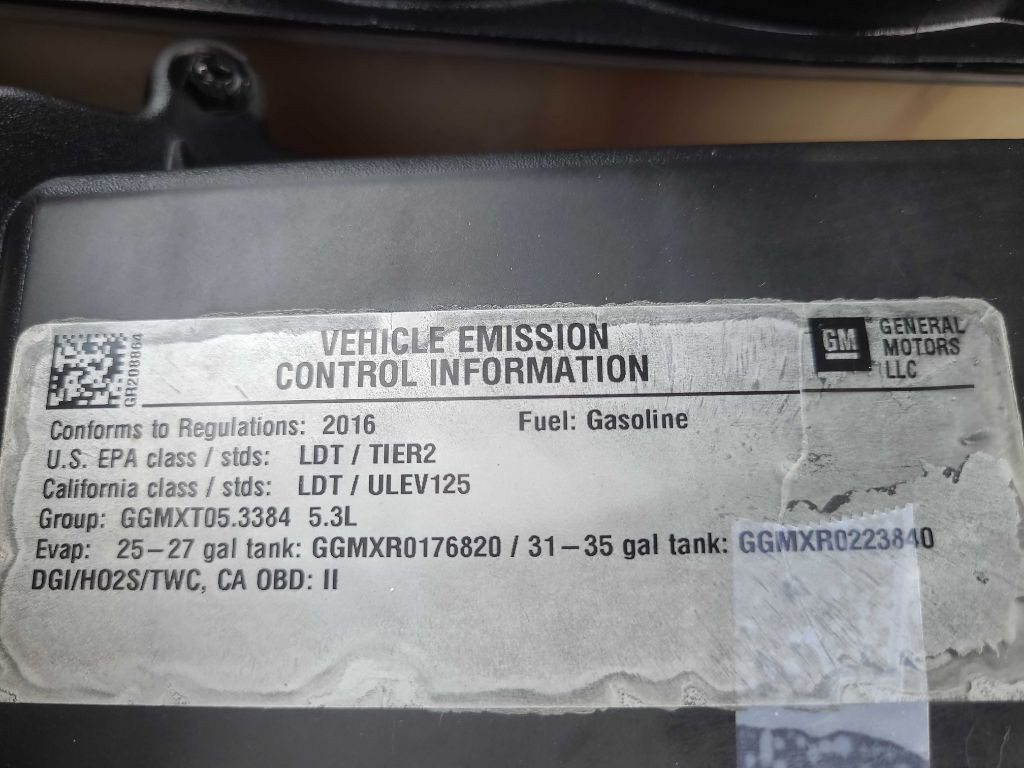 GH208864
VEHICLE EMISSION
CONTROL INFORMATION
GM
GENERAL
MOTORS
LLC
Conforms to Regulations: 2016 Fuel: Gasoline
U.S. EPA class / stds: LDT / TIER2
California class / stds: LDT / ULEV125
Group: GGMXT05.3384 5.3L
Evap: 25–27 gal tank: GGMXR0176820 / 31–35 gal tank: GGMXR0223840
DGI/HO2S/TWC, CA OBD: II